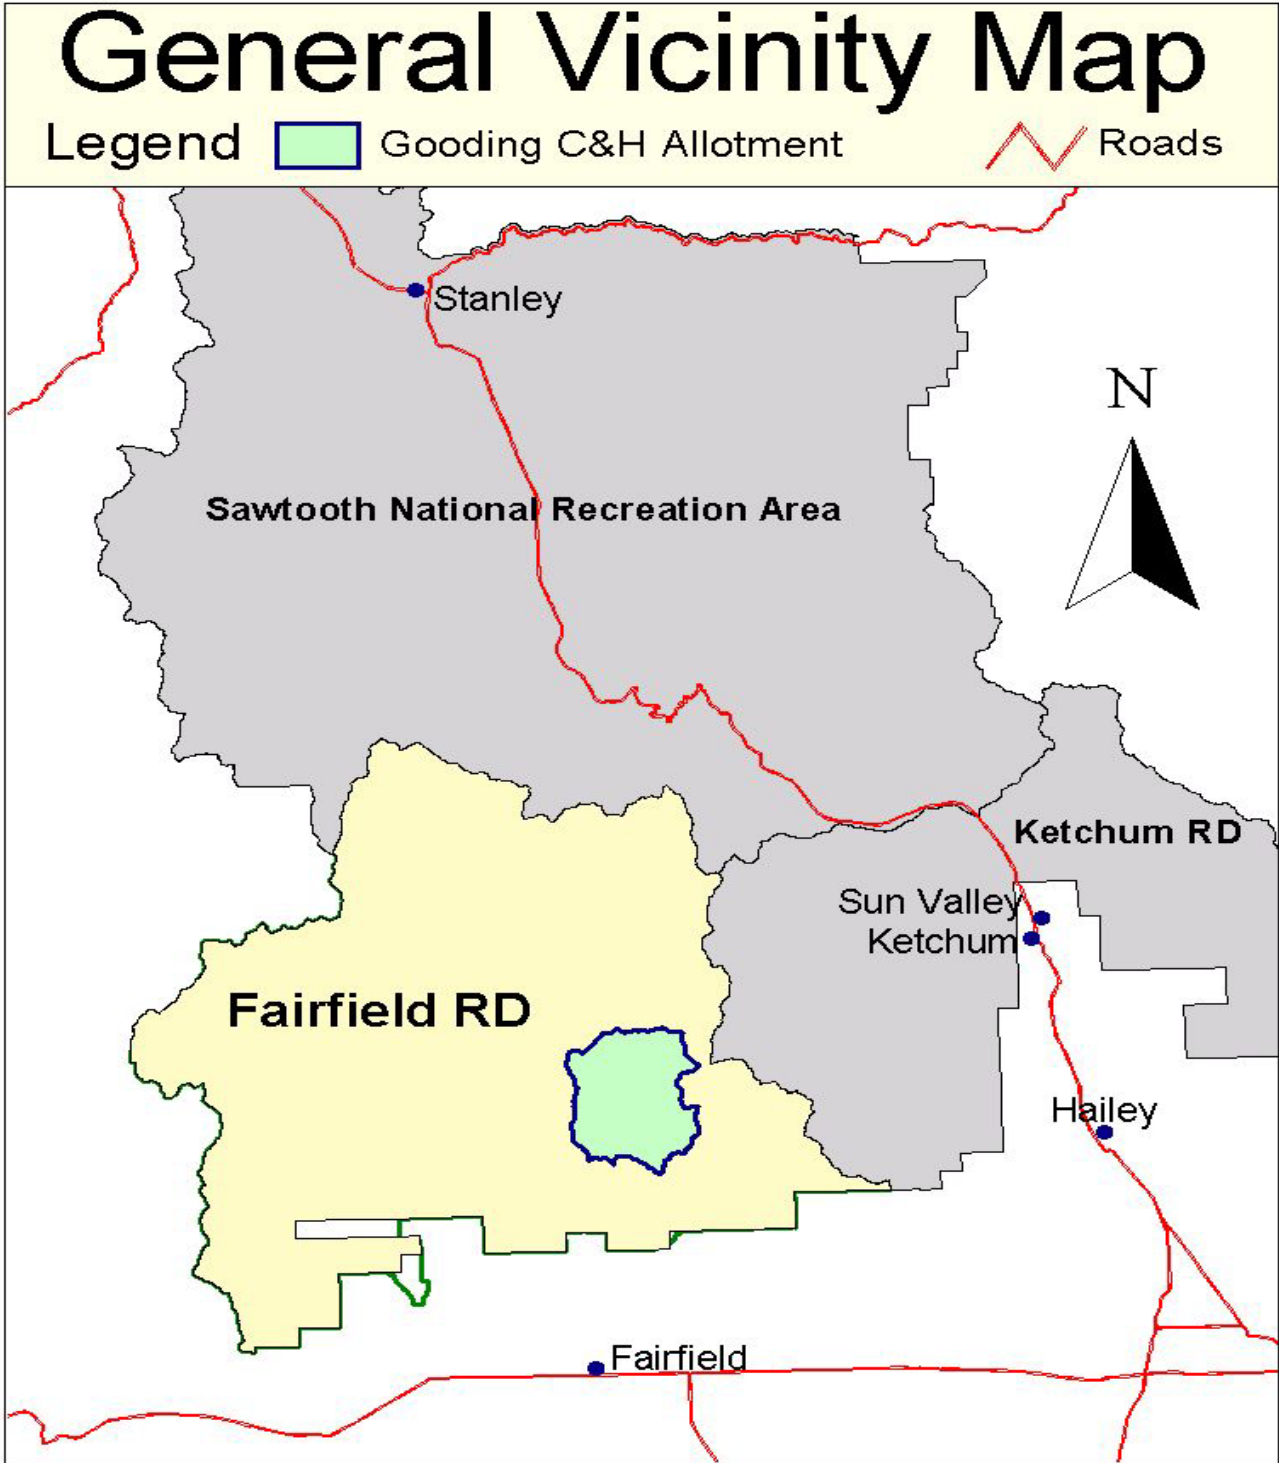 General Vicinity Map
Legend Gooding C&H Allotment Roads
Stanley
N
Sawtooth National Recreation Area
Ketchum RD
Sun Valley
Ketchum
Fairfield RD
Hailey
Fairfield